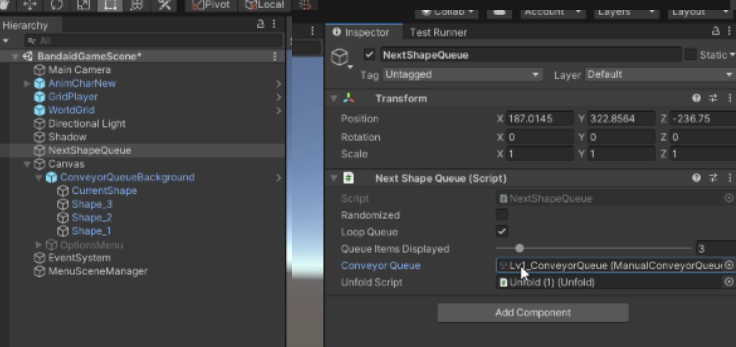 Pivot Local
Collab Account Layers Layout
Hierarchy
All
BandaidGameScene*
Main Camera
AnimCharNew
GridPlayer
WorldGrid
Directional Light
Shadow
NextShapeQueue
Canvas
ConveyorQueueBackground
CurrentShape
Shape_3
Shape_2
Shape_1
OptionsMenu
EventSystem
MenuSceneManager
Inspector Test Runner
NextShapeQueue Static
Tag Untagged Layer Default
Transform
Position X 187.0145 Y 322.8564 Z -236.75
Rotation X 0 Y 0 Z 0
Scale X 1 Y 1 Z 1
Next Shape Queue (Script)
Script NextShapeQueue
Randomized
Loop Queue
Queue Items Displayed 3
Conveyor Queue Lv1_ConveyorQueue (ManualConveyorQueue
Unfold Script Unfold (1) (Unfold)
Add Component